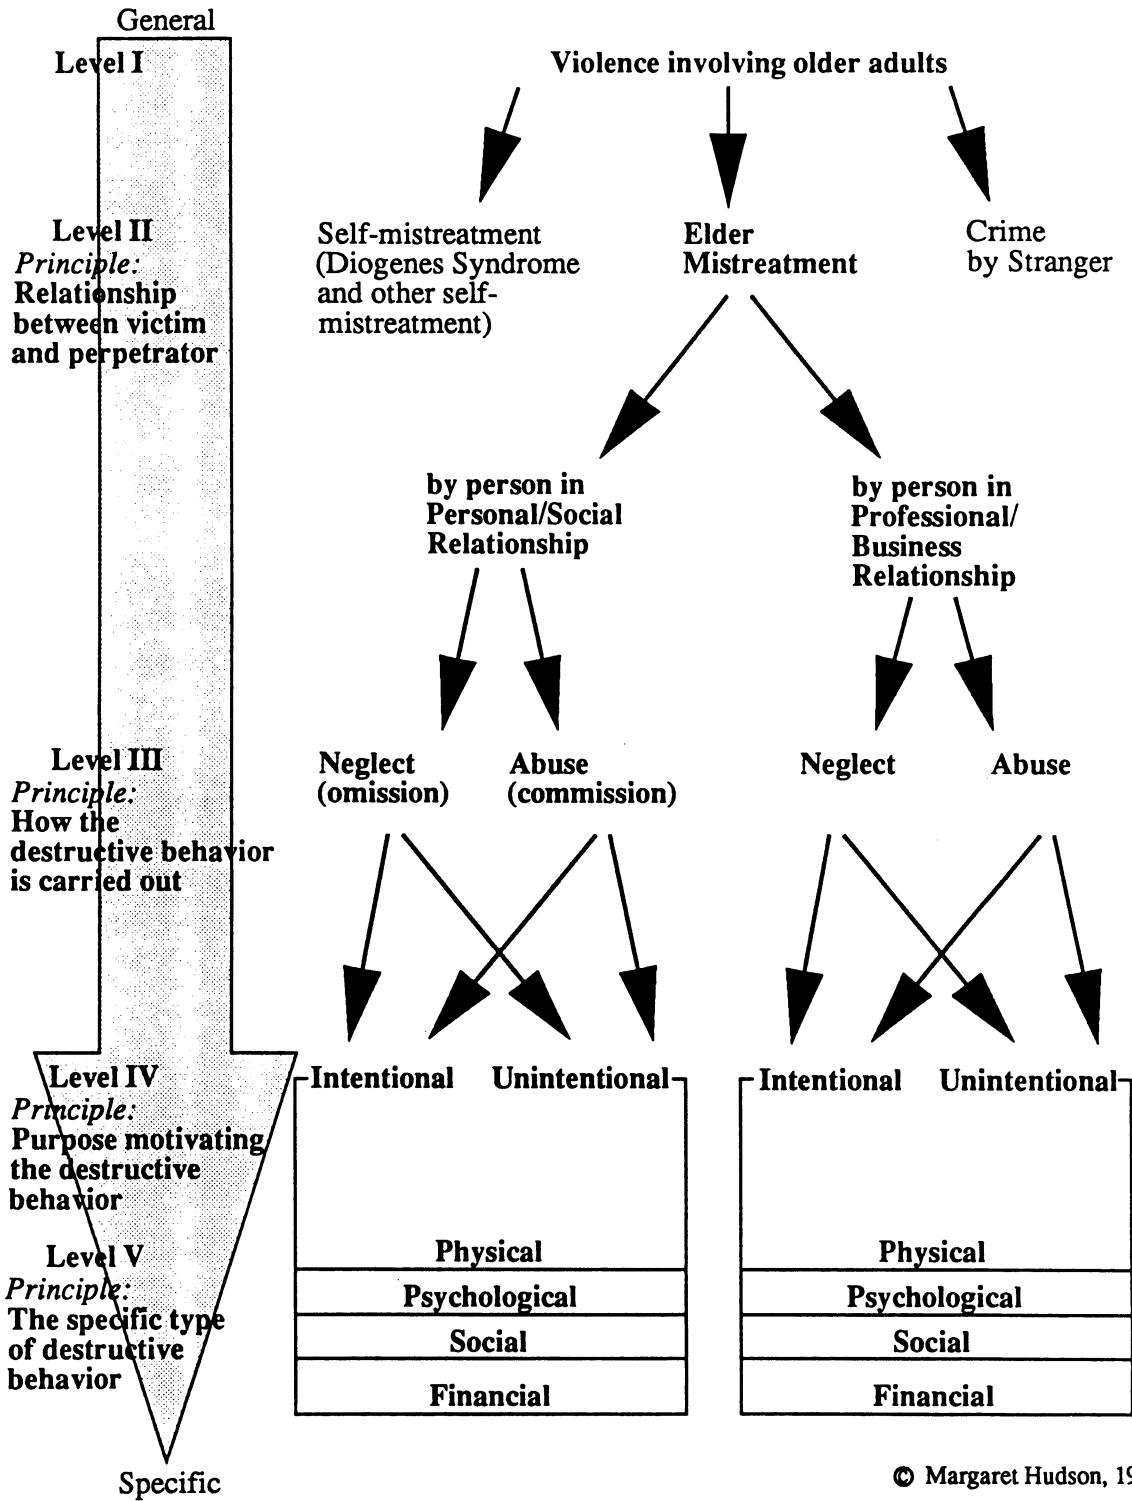 General
Level I
Violence involving older adults
Level II
Principle:
Relationship
between victim
and perpetrator
Self-mistreatment
(Diogenes Syndrome
and other self-
mistreatment)
Elder
Mistreatment
Crime
by Stranger
by person in
Personal/Social
Relationship
by person in
Professional/
Business
Relationship
Level III
Principle:
How the
destructive behavior
is carried out
Neglect
(omission)
Abuse
(commission)
Neglect
Abuse
Level IV
Principle:
Purpose motivating
the destructive
behavior
Intentional
Unintentional
Intentional
Unintentional
Level V
Principle:
The specific type
of destructive
behavior
Physical
Psychological
Social
Financial
Physical
Psychological
Social
Financial
Specific
© Margaret Hudson,